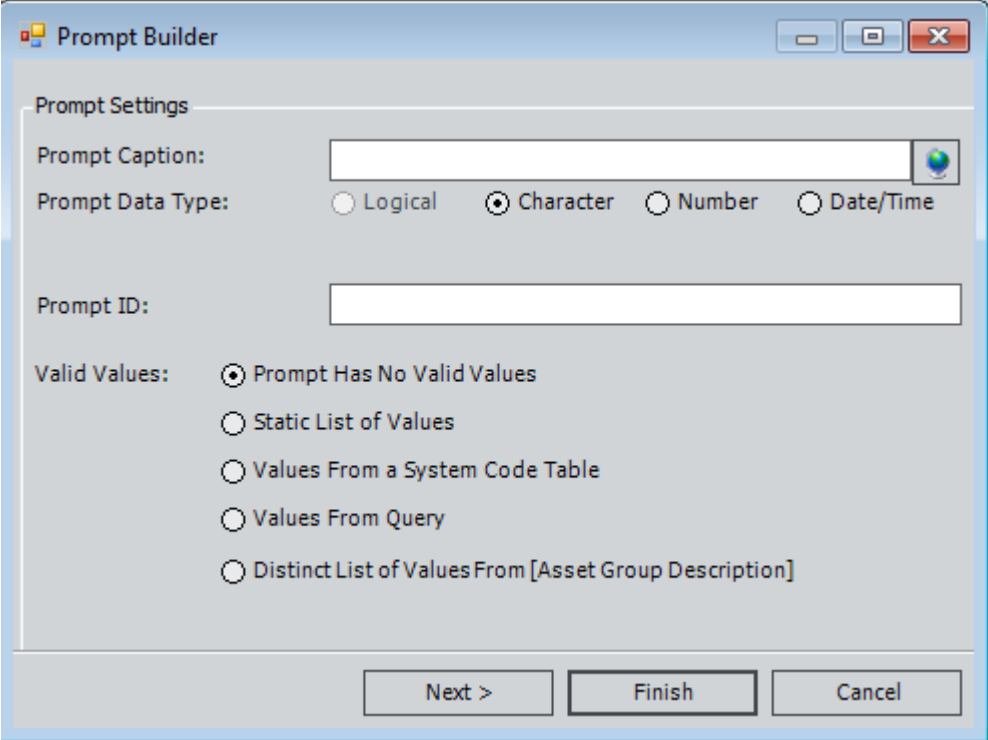 Prompt Builder
Prompt Settings
Prompt Caption:
Prompt Data Type: Logical Character Number Date/Time
Prompt ID:
Valid Values: Prompt Has No Valid Values
Static List of Values
Values From a System Code Table
Values From Query
Distinct List of Values From [Asset Group Description]
Next > Finish Cancel